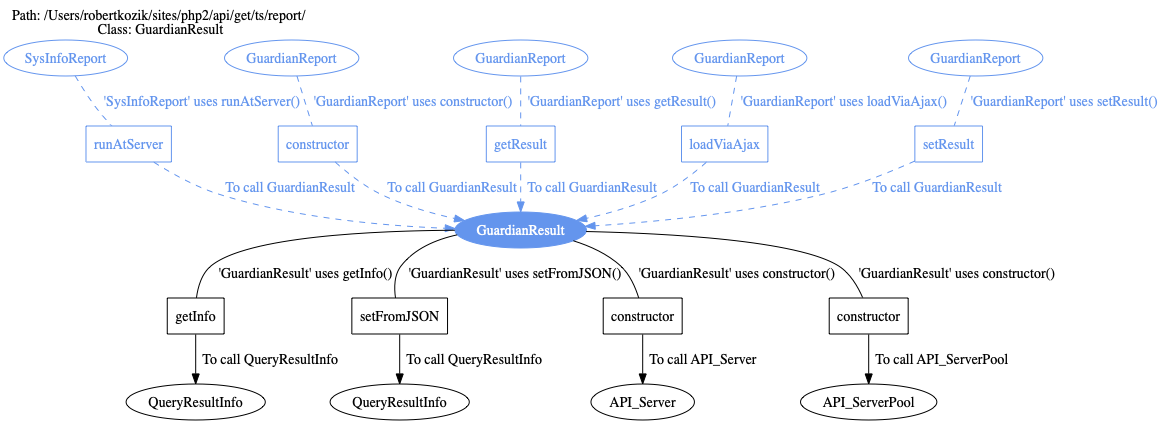 Path: /Users/robertkozik/sites/php2/api/get/ts/report/
Class: GuardianResult
SysInfoReport
GuardianReport
GuardianReport
GuardianReport
GuardianReport
'SysInfoReport' uses runAtServer()
'GuardianReport' uses constructor()
'GuardianReport' uses getResult()
'GuardianReport' uses loadViaAjax()
'GuardianReport' uses setResult()
runAtServer
constructor
getResult
loadViaAjax
setResult
To call GuardianResult
To call GuardianResult
To call GuardianResult
To call GuardianResult
To call GuardianResult
GuardianResult
'GuardianResult' uses getInfo()
'GuardianResult' uses setFromJSON()
'GuardianResult' uses constructor()
'GuardianResult' uses constructor()
getInfo
setFromJSON
constructor
constructor
To call QueryResultInfo
To call QueryResultInfo
To call API_Server
To call API_ServerPool
QueryResultInfo
QueryResultInfo
API_Server
API_ServerPool